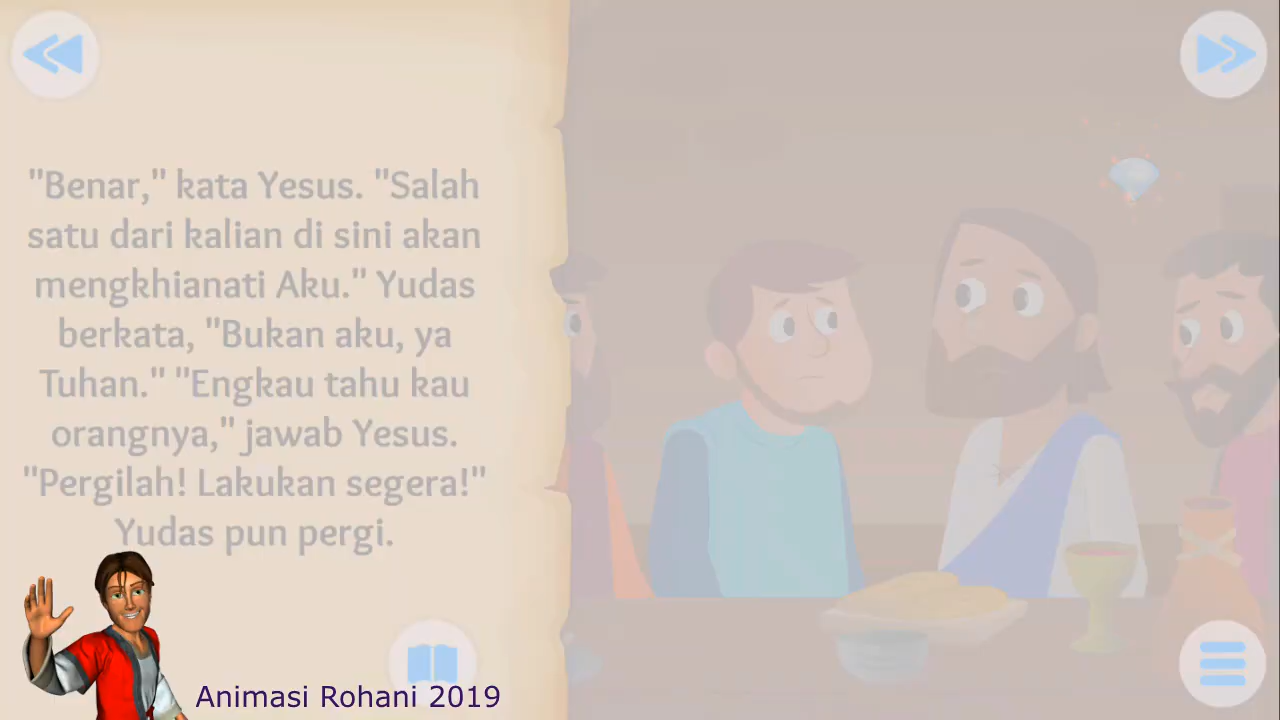 "Benar," kata Yesus. "Salah
satu dari kalian di sini akan
mengkhianati Aku." Yudas
berkata, "Bukan aku, ya
Tuhan." "Engkau tahu kau
orangnya," jawab Yesus.
"Pergilah! Lakukan segera!"
Yudas pun pergi.
Animasi Rohani 2019